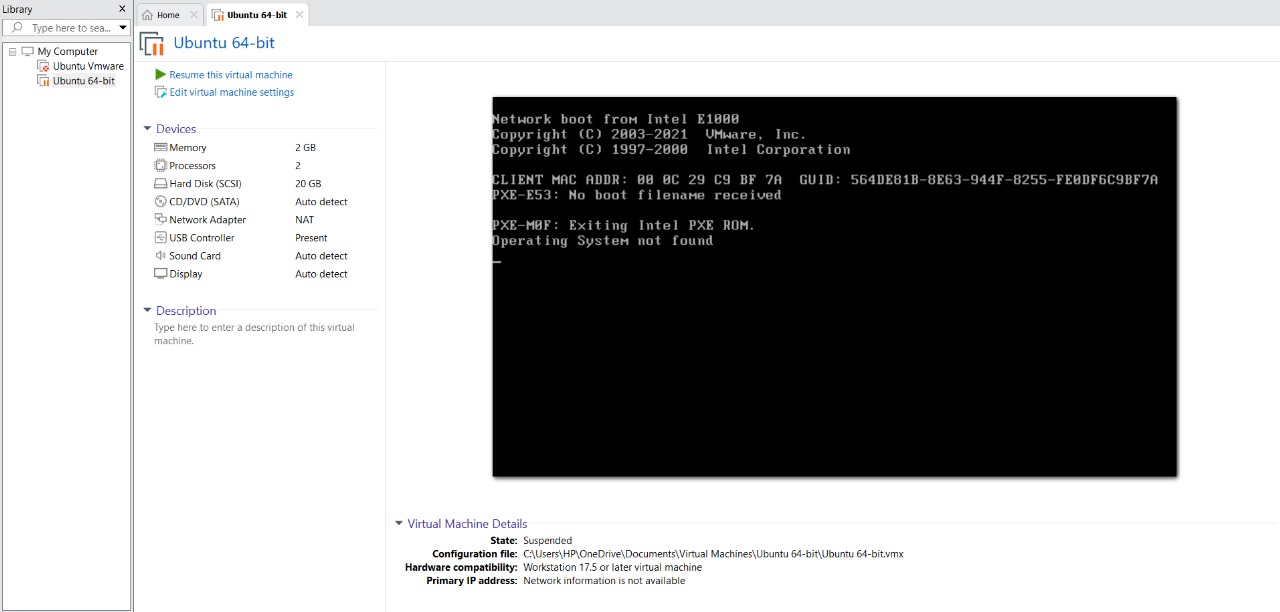 Library
Type here to sea...
My Computer
Ubuntu Vmware
Ubuntu 64-bit
Home
Ubuntu 64-bit
Ubuntu 64-bit
Resume this virtual machine
Edit virtual machine settings
Devices
Memory 2 GB
Processors 2
Hard Disk (SCSI) 20 GB
CD/DVD (SATA) Auto detect
Network Adapter NAT
USB Controller Present
Sound Card Auto detect
Display Auto detect
Description
Type here to enter a description of this virtual
machine.
Network boot from Intel E1000
Copyright (C) 2003-2021 VMware, Inc.
Copyright (C) 1997-2000 Intel Corporation
CLIENT MAC ADDR: 00 0C 29 C9 BF 7A GUID: 564DE81B-8E63-944F-8255-FE0DF6C9BF7A
PXE-E53: No boot filename received
PXE-M0F: Exiting Intel PXE ROM.
Operating System not found
Virtual Machine Details
State: Suspended
Configuration file: C:\Users\HP\OneDrive\Documents\Virtual Machines\Ubuntu 64-bit\Ubuntu 64-bit.vmx
Hardware compatibility: Workstation 17.5 or later virtual machine
Primary IP address: Network information is not available